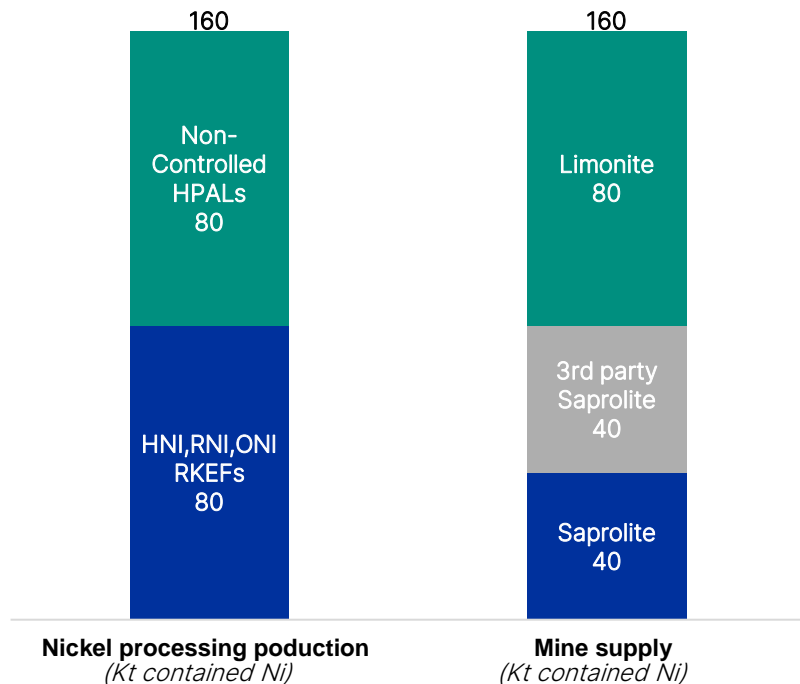 160
Non-
Controlled
HPALs
80
HNI,RNI,ONI
RKEFs
80
Nickel processing poduction
(Kt contained Ni)
160
Limonite
80
3rd party
Saprolite
40
Saprolite
40
Mine supply
(Kt contained Ni)